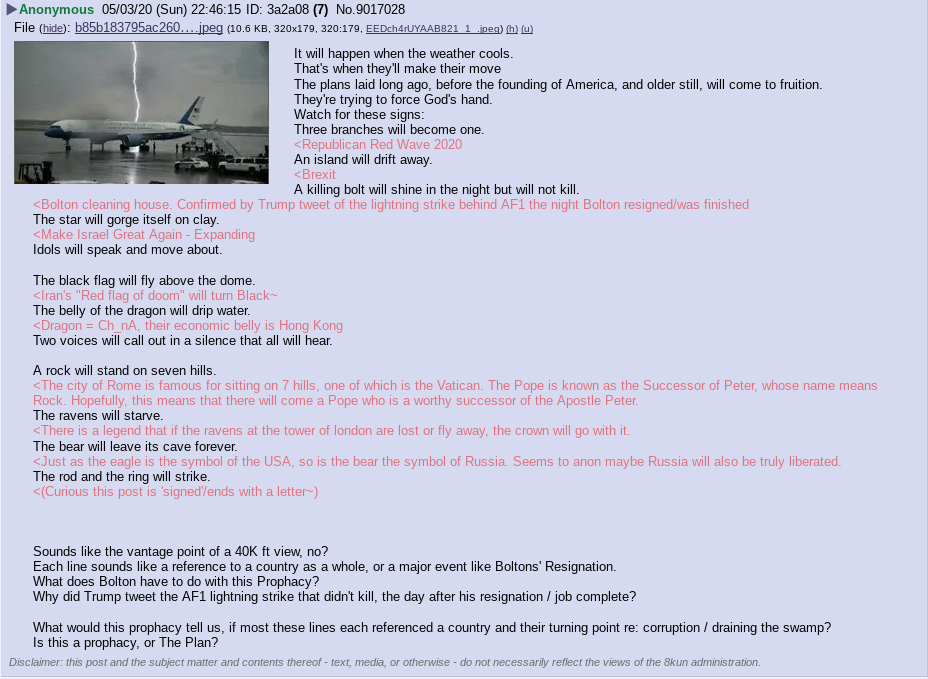 ▶Anonymous 05/03/20 (Sun) 22:46:15 ID: 3a2a08 (7) No.9017028
File (hide): b85b183795ac260….jpeg (10.6 KB, 320x179, 320:179, EEDch4rUYAAB821_1_.jpeg) (h) (u)
It will happen when the weather cools.
That's when they'll make their move
The plans laid long ago, before the founding of America, and older still, will come to fruition.
They're trying to force God's hand.
Watch for these signs:
Three branches will become one.
<Republican Red Wave 2020
An island will drift away.
<Brexit
A killing bolt will shine in the night but will not kill.
<Bolton cleaning house. Confirmed by Trump tweet of the lightning strike behind AF1 the night Bolton resigned/was finished
The star will gorge itself on clay.
<Make Israel Great Again - Expanding
Idols will speak and move about.
The black flag will fly above the dome.
<Iran's "Red flag of doom" will turn Black~
The belly of the dragon will drip water.
<Dragon = Ch_nA, their economic belly is Hong Kong
Two voices will call out in a silence that all will hear.
A rock will stand on seven hills.
<The city of Rome is famous for sitting on 7 hills, one of which is the Vatican. The Pope is known as the Successor of Peter, whose name means
Rock. Hopefully, this means that there will come a Pope who is a worthy successor of the Apostle Peter.
The ravens will starve.
<There is a legend that if the ravens at the tower of london are lost or fly away, the crown will go with it.
The bear will leave its cave forever.
<Just as the eagle is the symbol of the USA, so is the bear the symbol of Russia. Seems to anon maybe Russia will also be truly liberated.
The rod and the ring will strike.
<(Curious this post is 'signed'/ends with a letter~)
Sounds like the vantage point of a 40K ft view, no?
Each line sounds like a reference to a country as a whole, or a major event like Boltons' Resignation.
What does Bolton have to do with this Prophacy?
Why did Trump tweet the AF1 lightning strike that didn't kill, the day after his resignation / job complete?
What would this prophacy tell us, if most these lines each referenced a country and their turning point re: corruption / draining the swamp?
Is this a prophacy, or The Plan?
Disclaimer: this post and the subject matter and contents thereof - text, media, or otherwise - do not necessarily reflect the views of the 8kun administration.